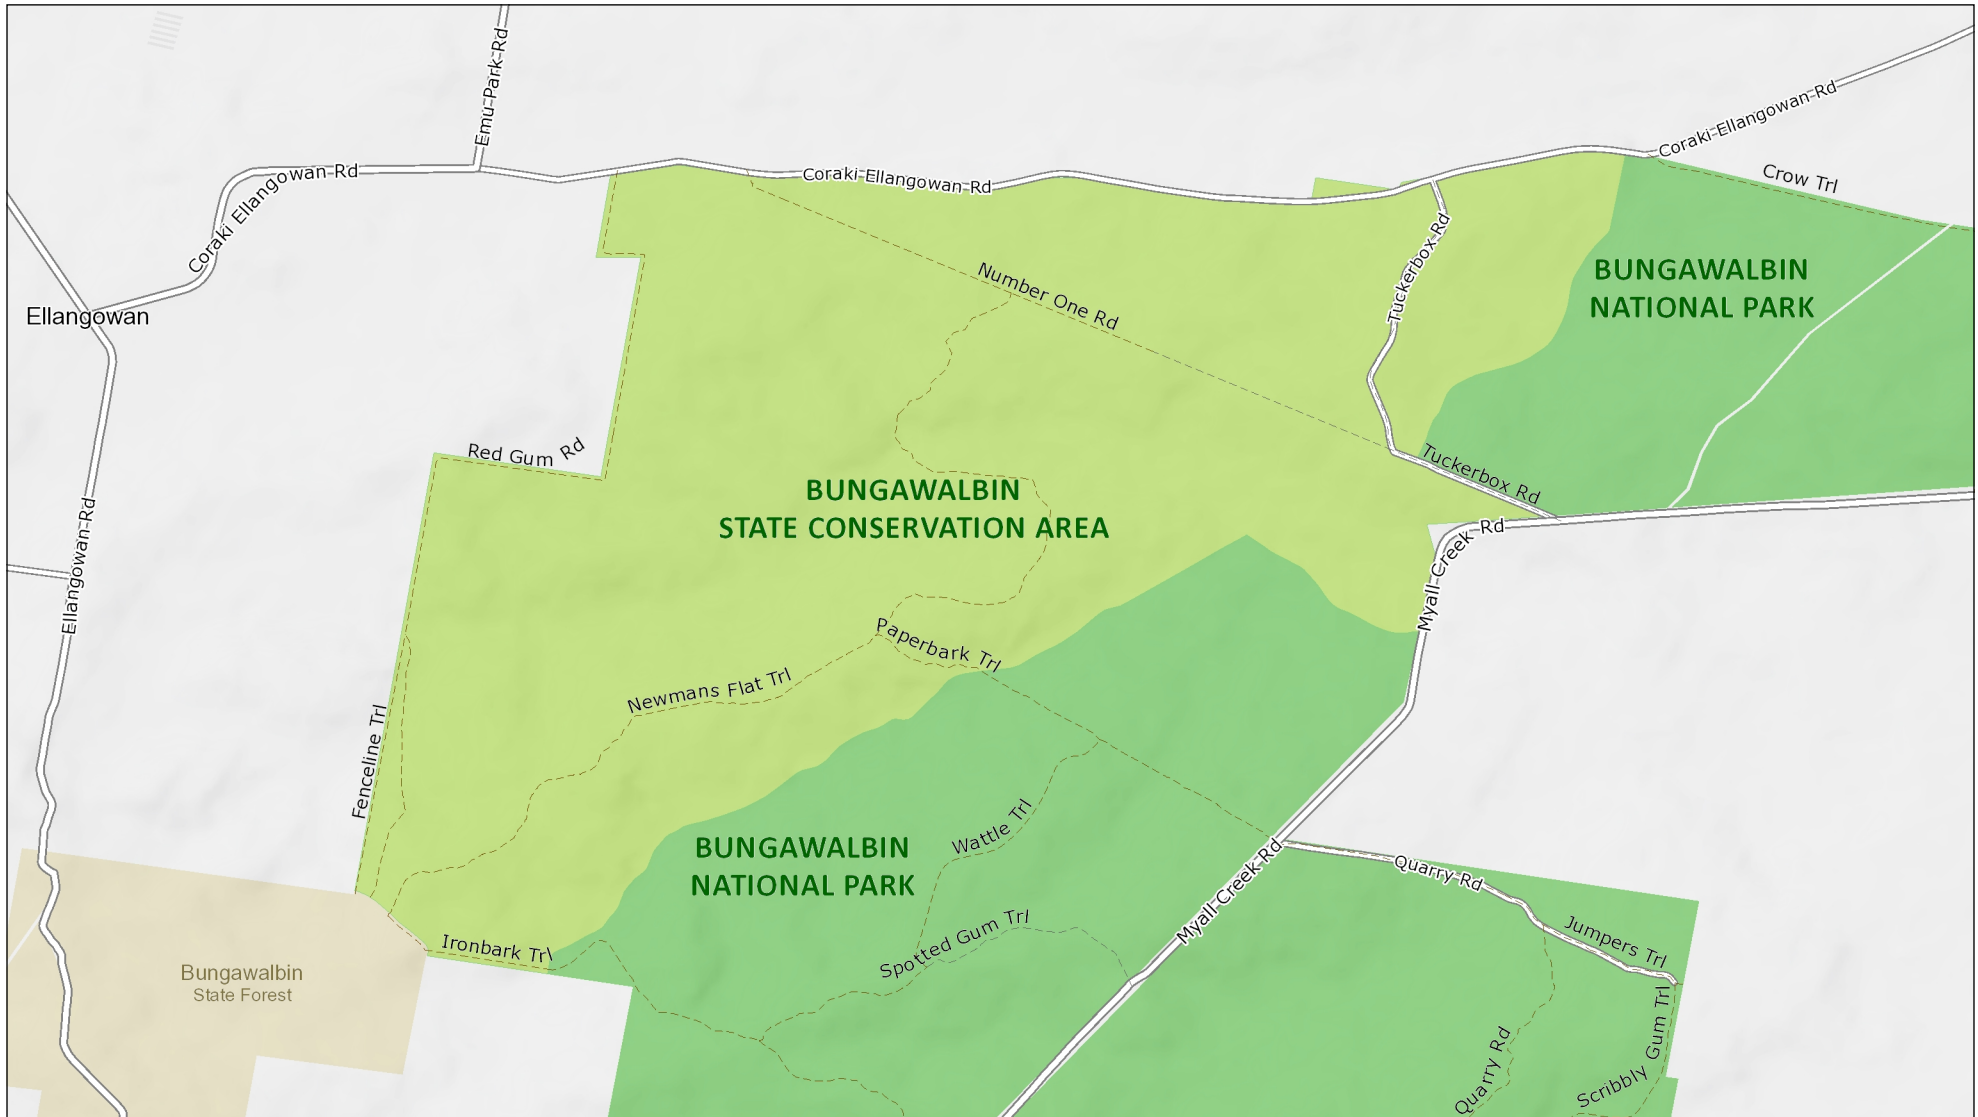 Emu Park Rd
Coraki Ellangowan Rd
Crow Trl
Coraki Ellangowan Rd
Coraki Ellangowan Rd
Tuckerbox Rd
BUNGAWALBIN
NATIONAL PARK
Number One Rd
Ellangowan
Red Gum Rd
Tuckerbox Rd
BUNGAWALBIN
STATE CONSERVATION AREA
Myall Creek Rd
Ellangowan Rd
Paperbark Trl
Newmans Flat Trl
Fenceline Trl
Wattle Trl
BUNGAWALBIN
NATIONAL PARK
Myall Creek Rd
Quarry Rd
Jumpers Trl
Spotted Gum Trl
Ironbark Trl
Bungawalbin
State Forest
Quarry Rd
Scribbly Gum Trl